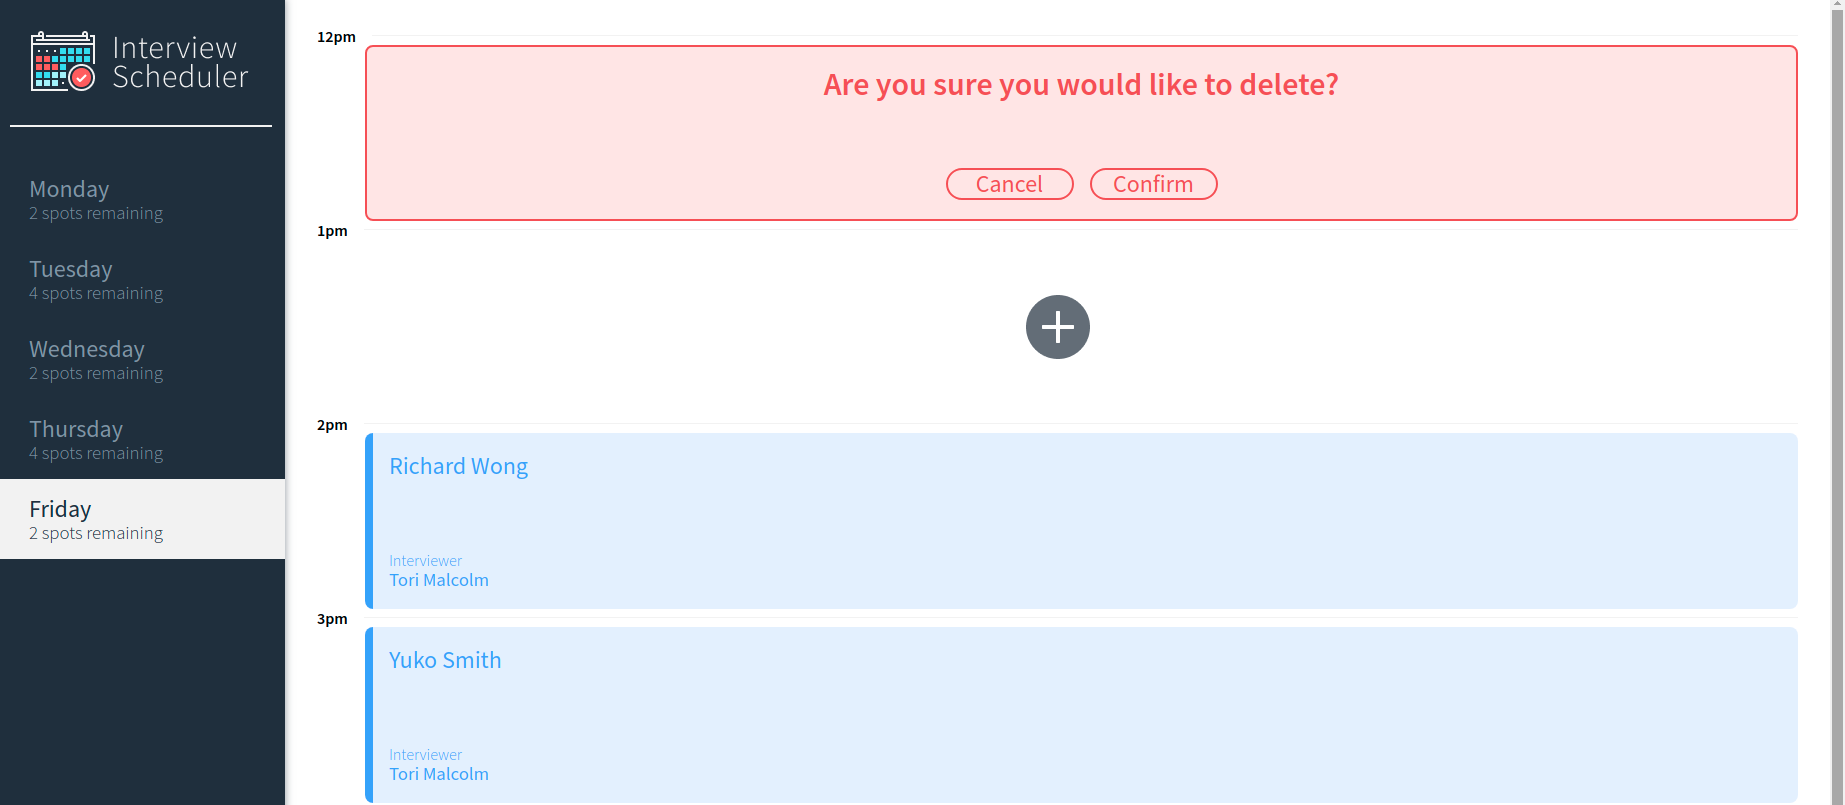 Interview
Scheduler
Monday
2 spots remaining
Tuesday
4 spots remaining
Wednesday
2 spots remaining
Thursday
4 spots remaining
Friday
2 spots remaining
12pm
Are you sure you would like to delete?
Cancel Confirm
1pm
2pm
Richard Wong
Interviewer
Tori Malcolm
3pm
Yuko Smith
Interviewer
Tori Malcolm